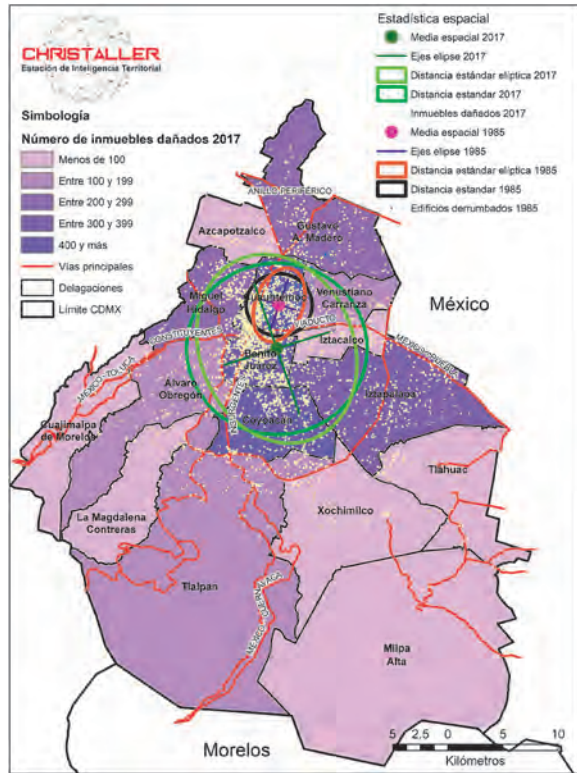 CHRISTALLER
Estación de Inteligencia Territorial
Simbología
Número de inmuebles dañados 2017
Menos de 100
Entre 100 y 199
Entre 200 y 299
Entre 300 y 399
400 y más
Vías principales
Delagaciones
Límite CDMX
Estadística espacial
Media espacial 2017
Ejes elipse 2017
Distancia estándar elíptica 2017
Distancia estandar 2017
Inmuebles dañados 2017
Media espacial 1985
Ejes elipse 1985
Distancia estándar elíptica 1985
Distancia estandar 1985
Edificios derrumbados 1985
ANILLO PERIFÉRICO
Gustavo
A. Madero
Azcapotzalco
Cuauhtémoc
Miguel
Hidalgo
Venustiano
Carranza
México
VIADUCTO
CONSTITUYENTES
Iztacalco
Benito
Juárez
MÉXICO-TOLUCA
Álvaro
Obregón
Iztapalapa
Cuajimalpa
de Morelos
Coyoacán
Tlahuac
La Magdalena
Contreras
Xochimilco
Tlalpan
Milpa
Alta
Morelos
5 2.5 0 5 10
Kilómetros